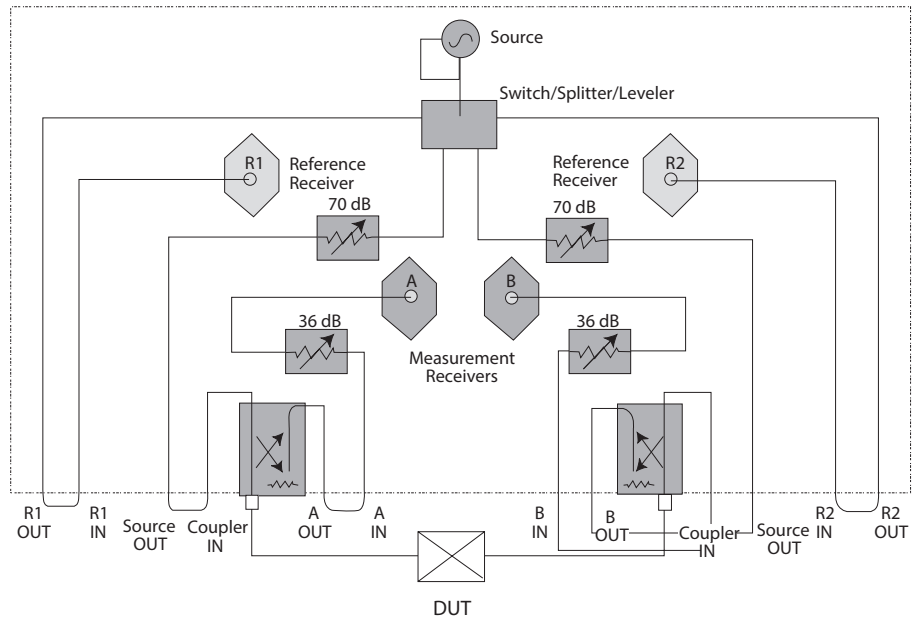 Source
Switch/Splitter/Leveler
R1
Reference
Receiver
Reference
Receiver
R2
70 dB
70 dB
A
B
36 dB
36 dB
Measurement
Receivers
R1
OUT
R1
IN
Source
OUT
Coupler
IN
A
OUT
A
IN
B
IN
B
OUT
Coupler
IN
Source
OUT
R2
IN
R2
OUT
DUT